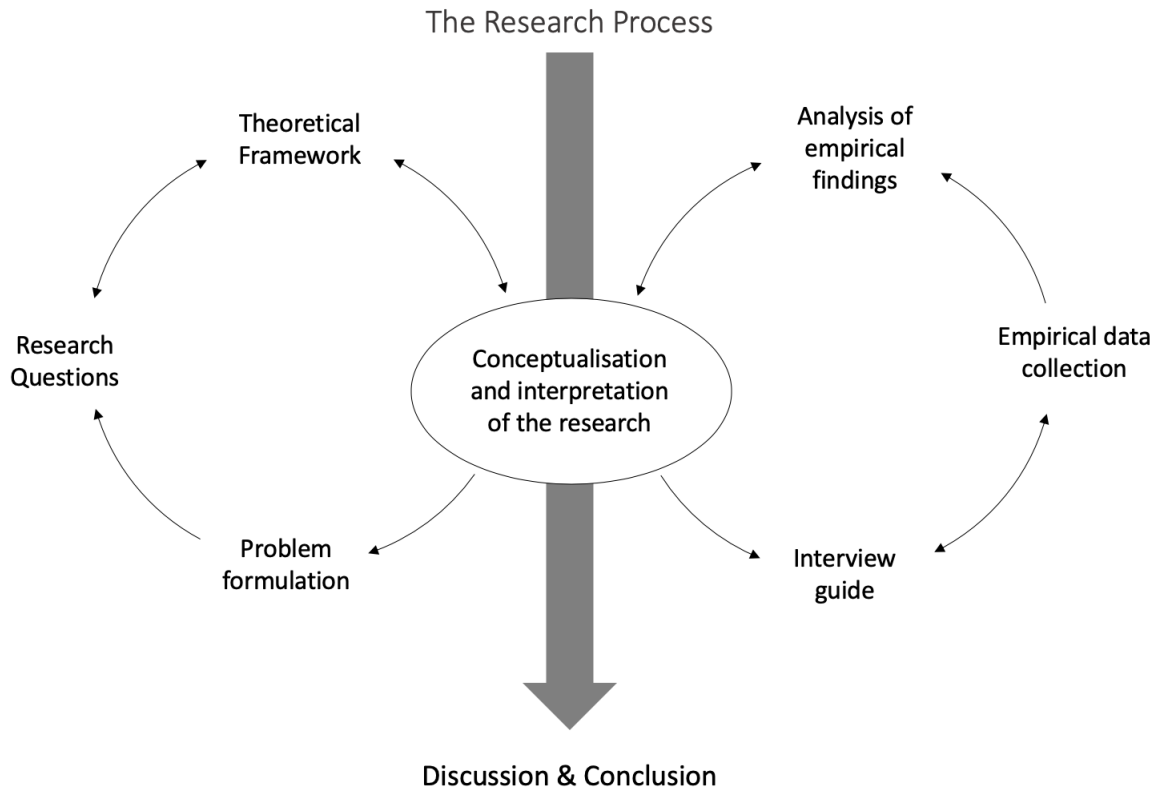 The Research Process
Theoretical
Framework
Analysis of
empirical
findings
Research
Questions
Conceptualisation
and interpretation
of the research
Empirical data
collection
Problem
formulation
Interview
guide
Discussion & Conclusion